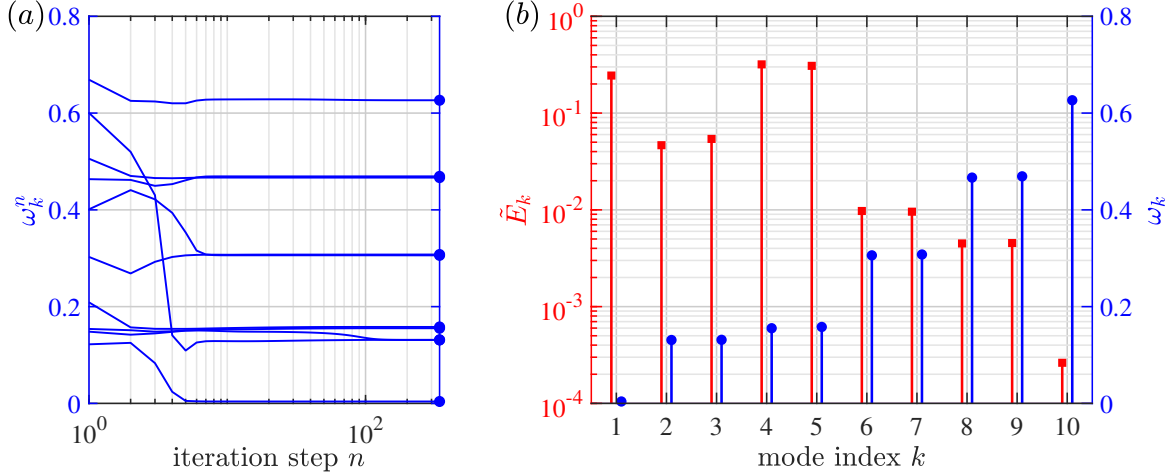 (a)
0.8
0.6
0.4
0.2
0
ω_k^n
10^0
10^2
iteration step n
(b)
10^0
10^-1
10^-2
10^-3
10^-4
Ẽ_k
1 2 3 4 5 6 7 8 9 10
mode index k
0.8
0.6
0.4
0.2
0
ω_k